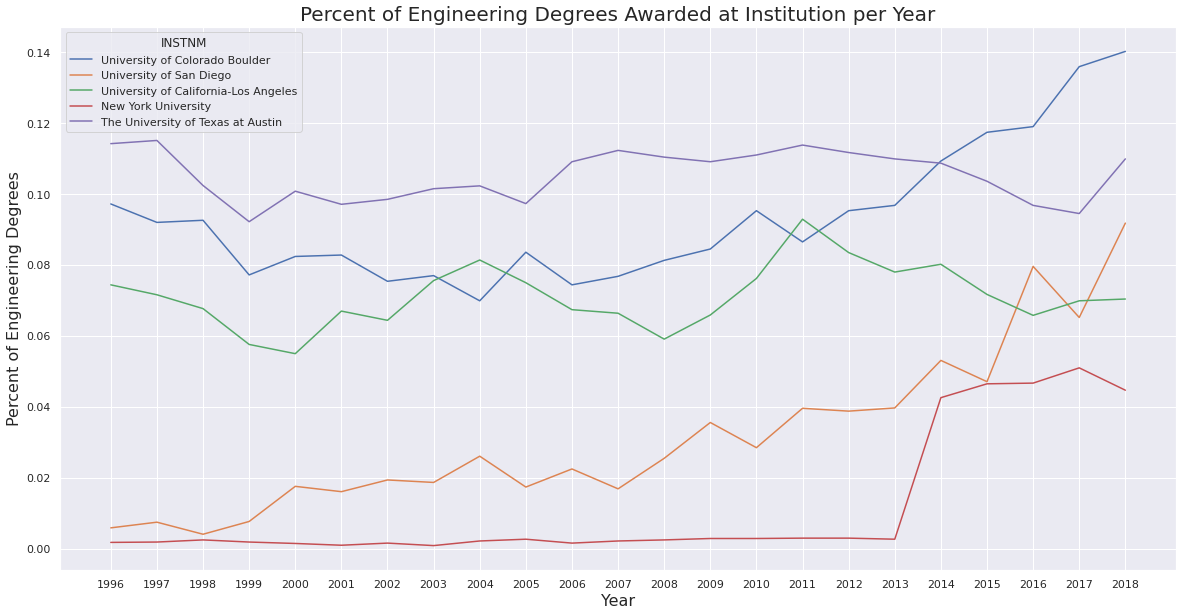 Percent of Engineering Degrees Awarded at Institution per Year
INSTNM
University of Colorado Boulder
University of San Diego
University of California-Los Angeles
New York University
The University of Texas at Austin
Percent of Engineering Degrees
0.14
0.12
0.10
0.08
0.06
0.04
0.02
0.00
1996 1997 1998 1999 2000 2001 2002 2003 2004 2005 2006 2007 2008 2009 2010 2011 2012 2013 2014 2015 2016 2017 2018
Year